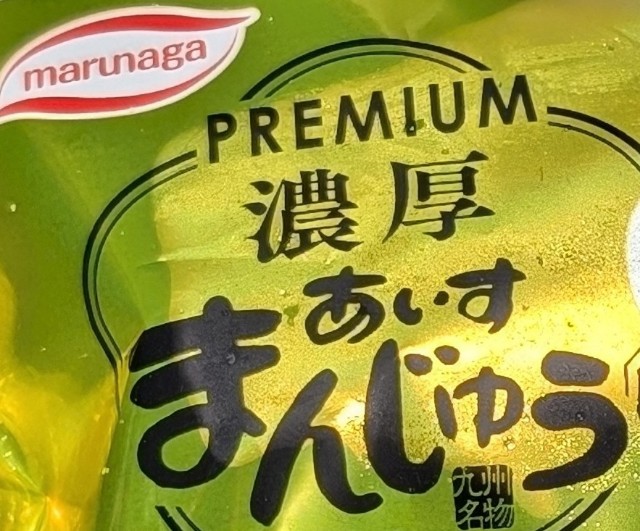 marunaga
PREMIUM
濃厚
あいす
まんじゅう
九州
名物